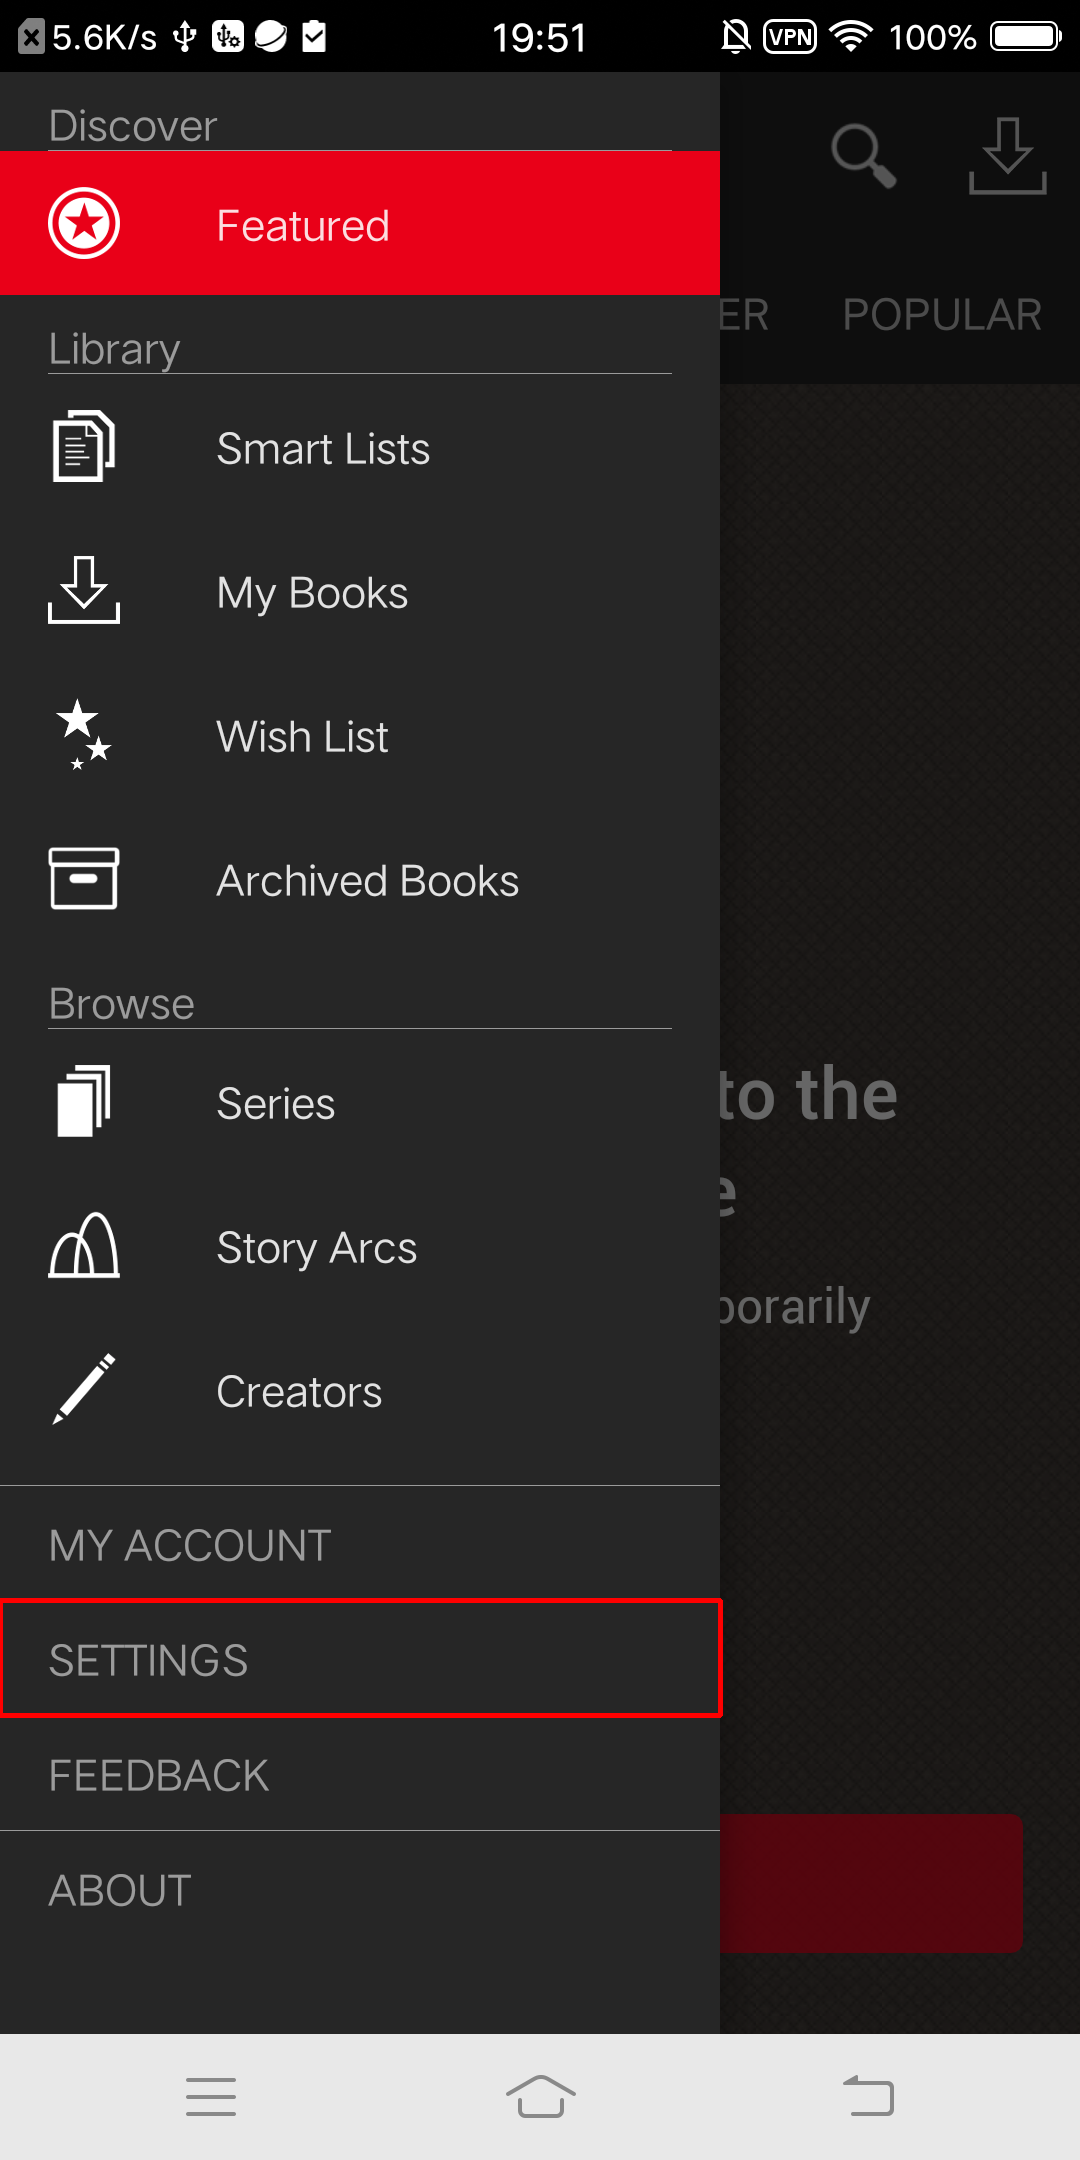 5.6K/s 19:51 VPN 100%
Discover
Featured
ER POPULAR
Library
Smart Lists
My Books
Wish List
Archived Books
Browse
Series
to the
e
Story Arcs
porarily
Creators
MY ACCOUNT
SETTINGS
FEEDBACK
ABOUT